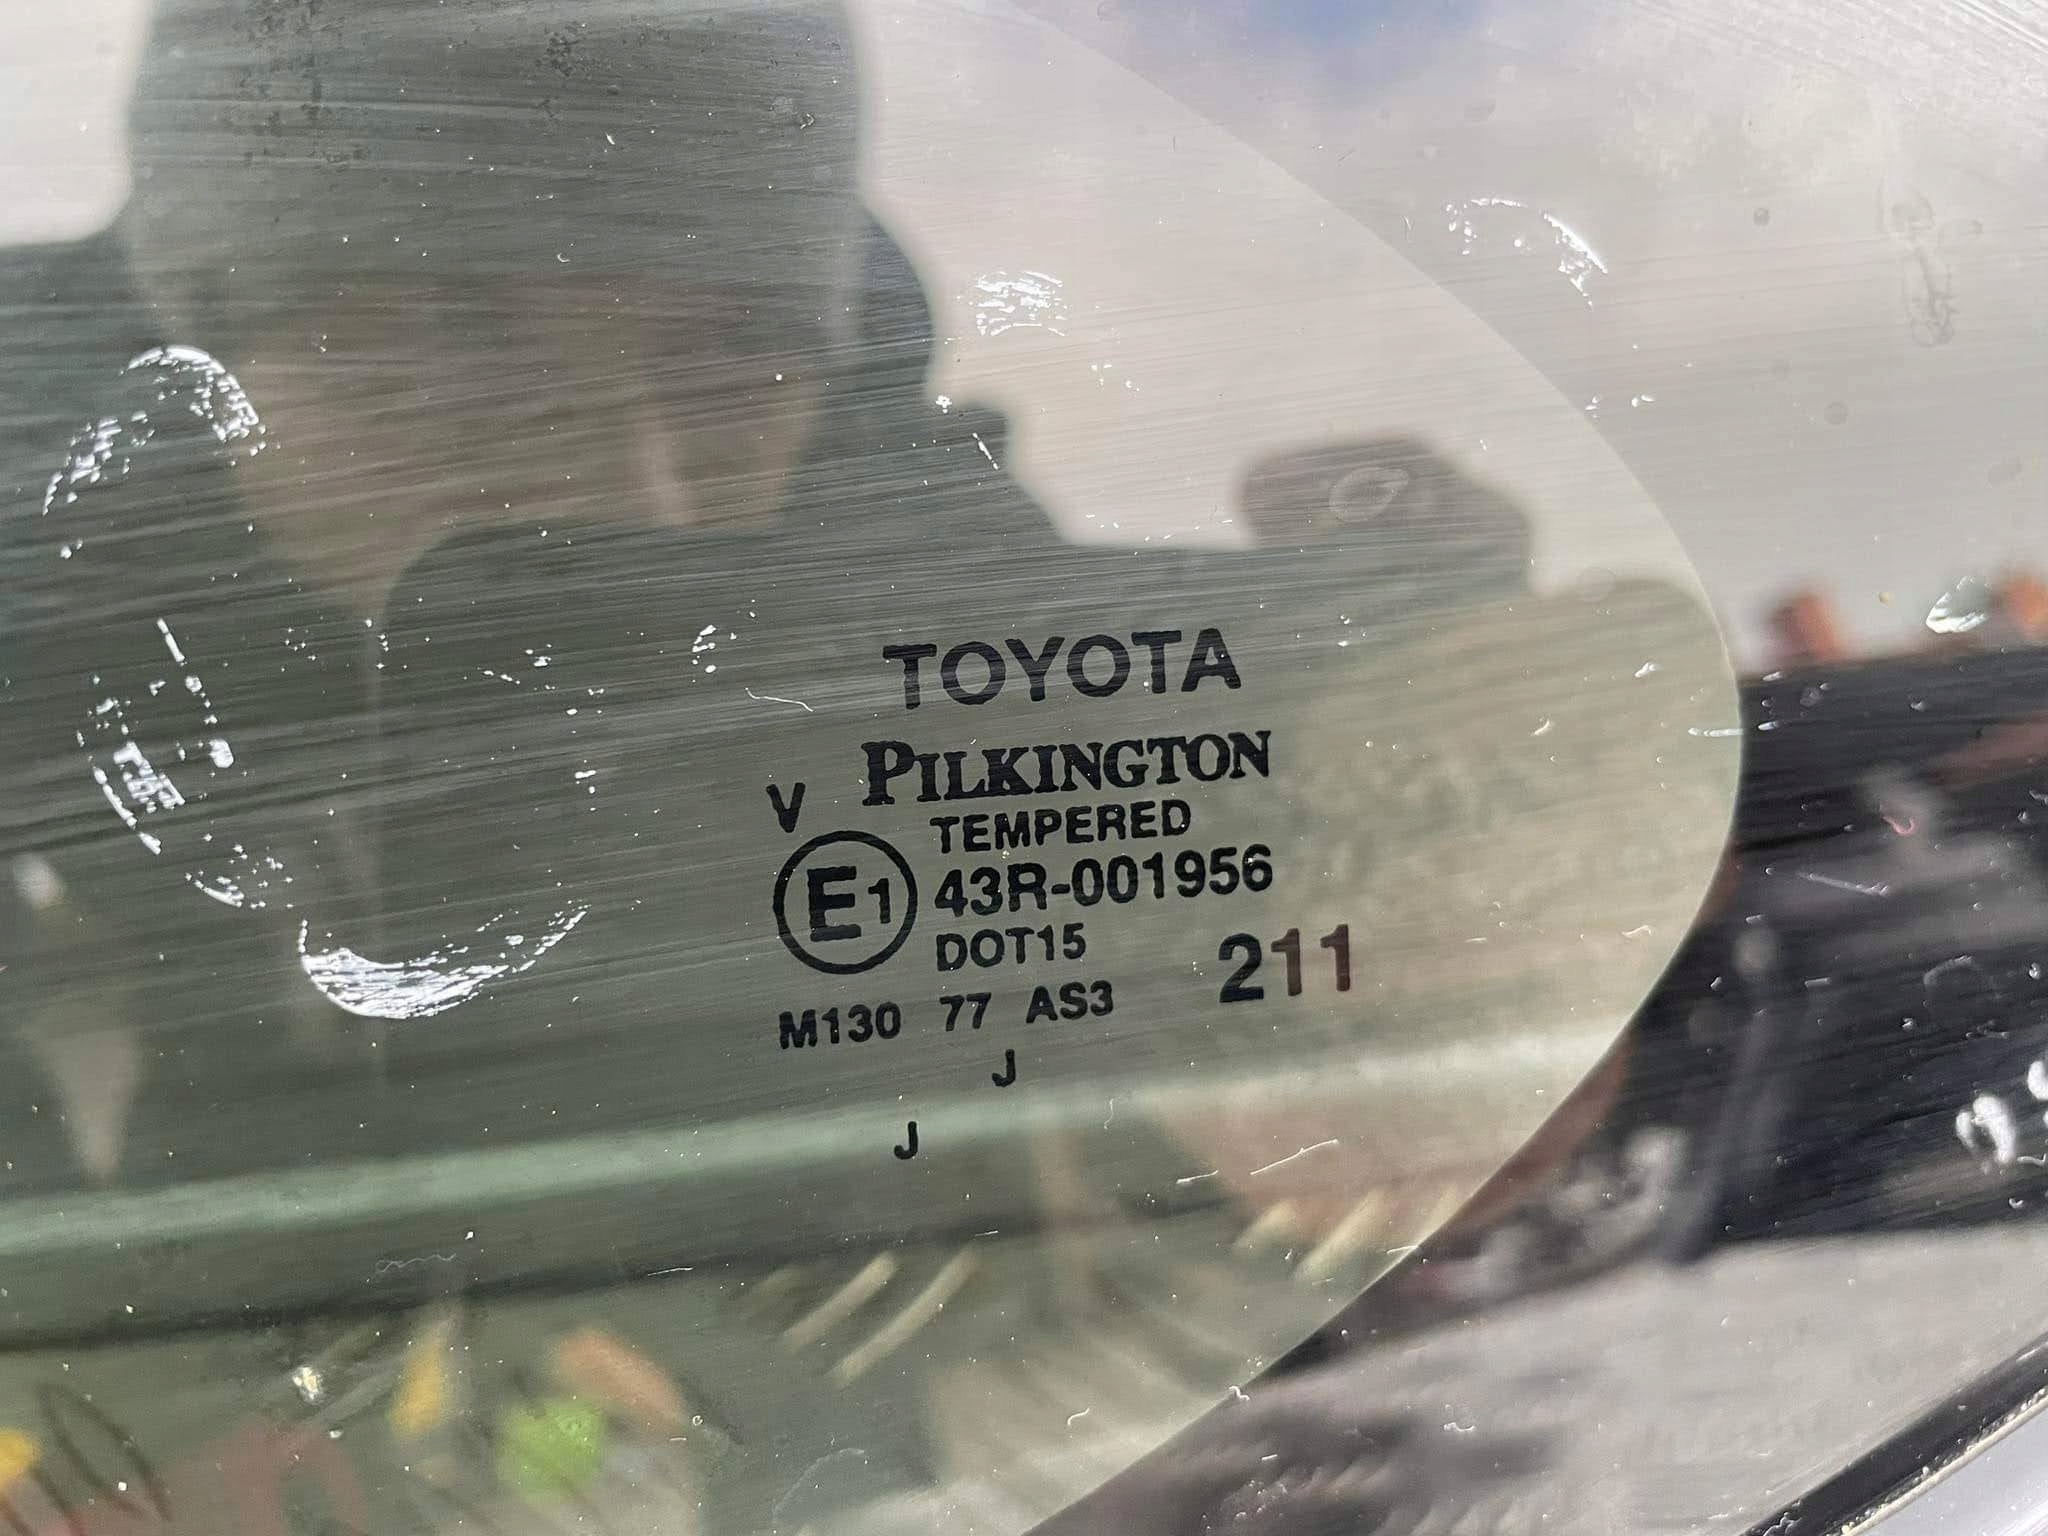 TOYOTA
PILKINGTON
V
TEMPERED
E1 43R-001956
DOT15
211
M130 77 AS3
J
J